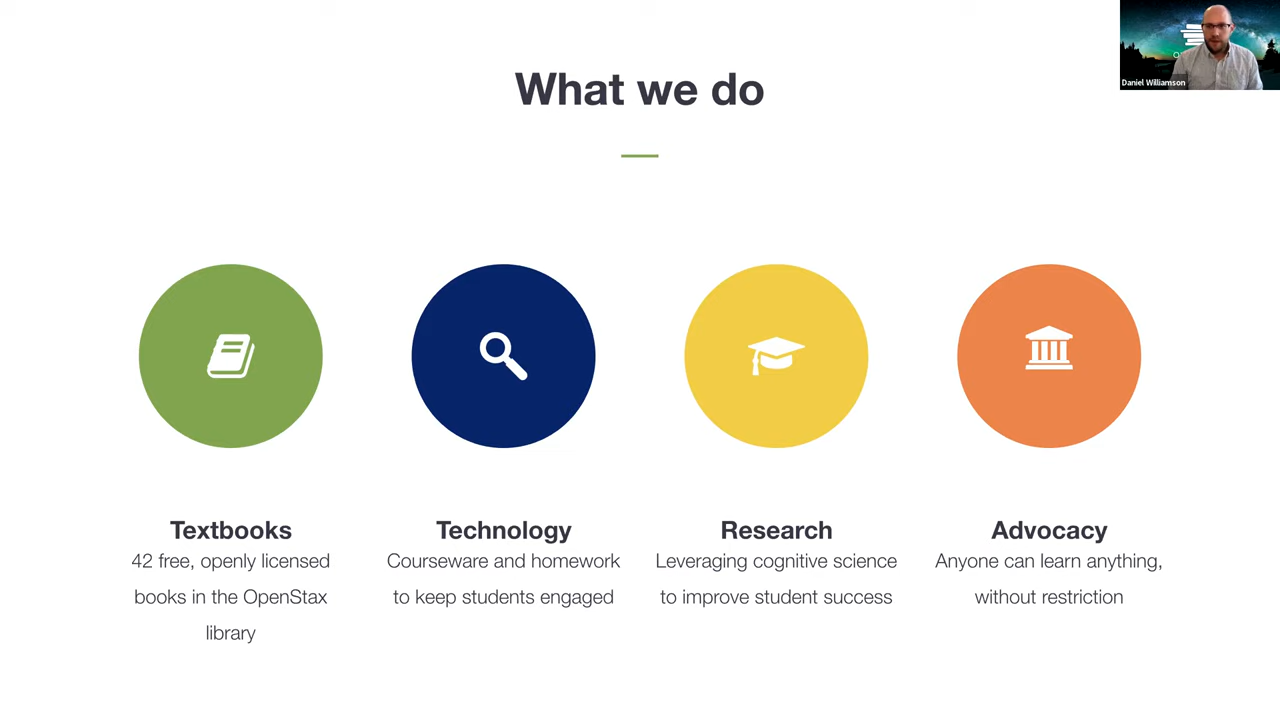 What we do
Daniel Williamson
Textbooks
42 free, openly licensed
books in the OpenStax
library
Technology
Courseware and homework
to keep students engaged
Research
Leveraging cognitive science
to improve student success
Advocacy
Anyone can learn anything,
without restriction